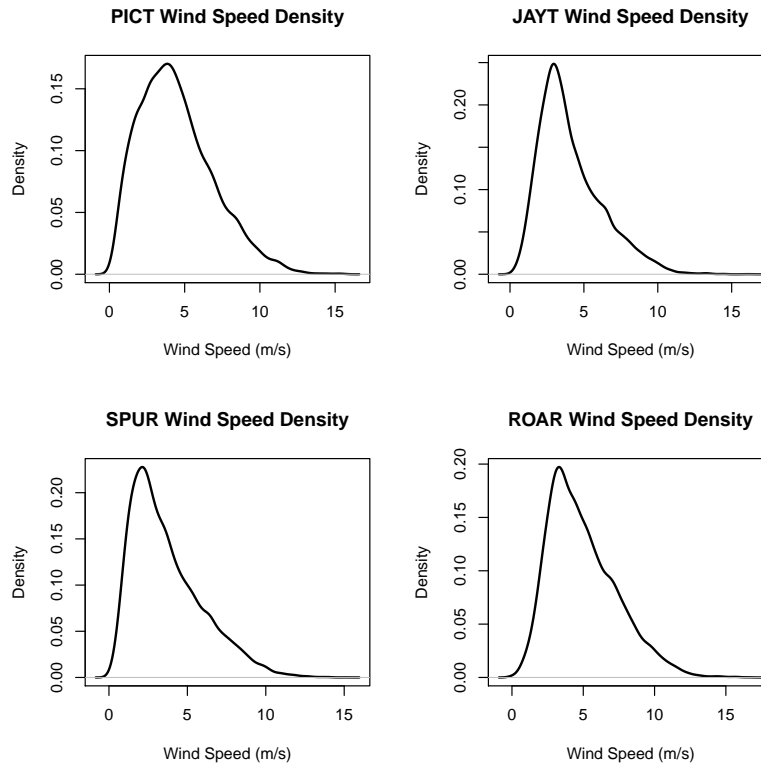 PICT Wind Speed Density
Density
0.00 0.05 0.10 0.15
0 5 10 15
Wind Speed (m/s)
JAYT Wind Speed Density
Density
0.00 0.10 0.20
0 5 10 15
Wind Speed (m/s)
SPUR Wind Speed Density
Density
0.00 0.05 0.10 0.15 0.20
0 5 10 15
Wind Speed (m/s)
ROAR Wind Speed Density
Density
0.00 0.05 0.10 0.15 0.20
0 5 10 15
Wind Speed (m/s)